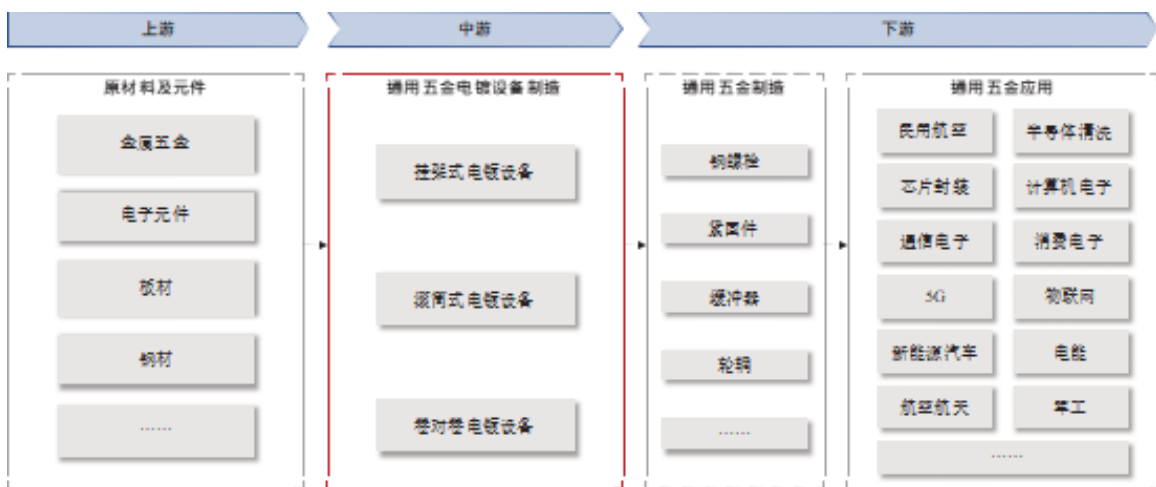 上游
中游
下游
原材料及元件
金属五金
电子元件
板材
钢材
……
通用五金电镀设备制造
挂架式电镀设备
滚筒式电镀设备
卷对卷电镀设备
通用五金制造
钢螺栓
紧固件
缓冲器
轮辋
……
通用五金应用
民用航空 半导体清洗
芯片封装 计算机电子
通信电子 消费电子
5G 物联网
新能源汽车 电能
航空航天 军工
……